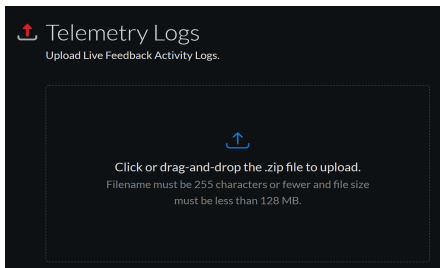 Telemetry Logs
Upload Live Feedback Activity Logs.
Click or drag-and-drop the .zip file to upload.
Filename must be 255 characters or fewer and file size
must be less than 128 MB.